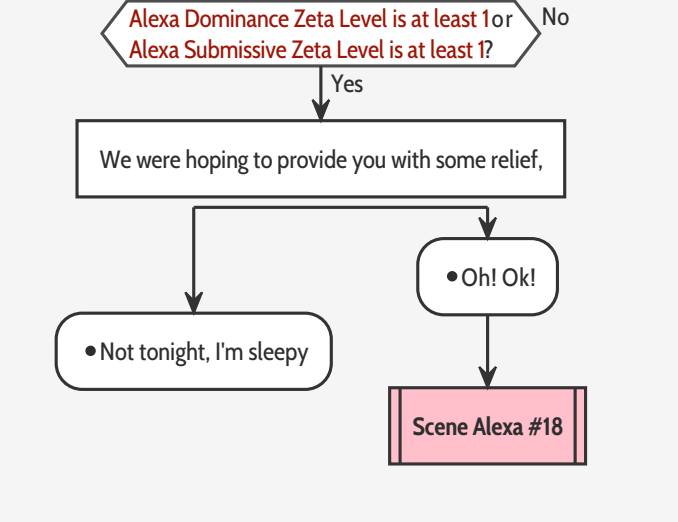 Alexa Dominance Zeta Level is at least 1 or
Alexa Submissive Zeta Level is at least 1?
No
Yes
We were hoping to provide you with some relief,
•Oh! Ok!
•Not tonight, I'm sleepy
Scene Alexa #18